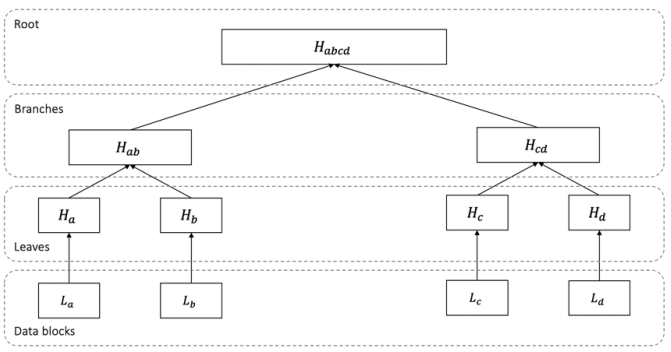 Root
H_abcd
Branches
H_ab H_cd
H_a H_b H_c H_d
Leaves
L_a L_b L_c L_d
Data blocks